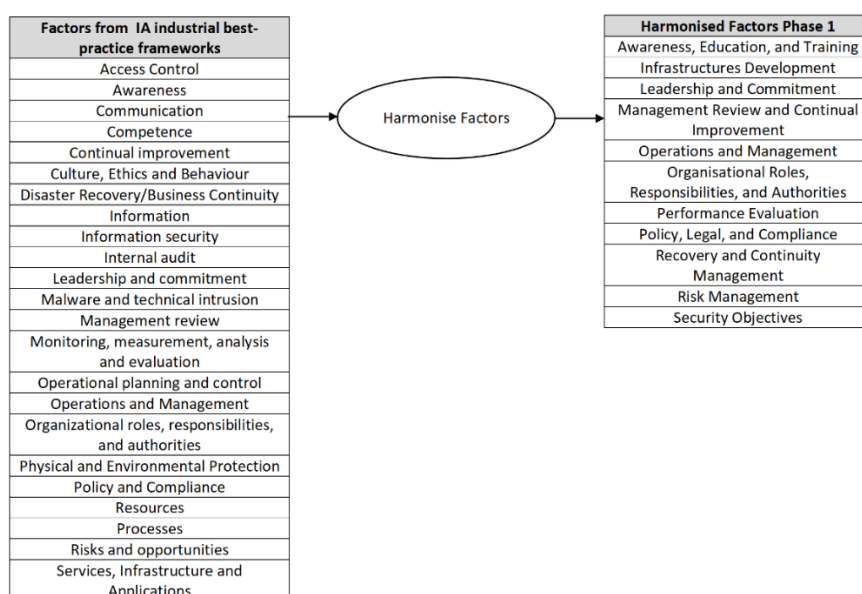 Factors from IA industrial best-
practice frameworks
Access Control
Awareness
Communication
Competence
Continual improvement
Culture, Ethics and Behaviour
Disaster Recovery/Business Continuity
Information
Information security
Internal audit
Leadership and commitment
Malware and technical intrusion
Management review
Monitoring, measurement, analysis
and evaluation
Operational planning and control
Operations and Management
Organizational roles, responsibilities,
and authorities
Physical and Environmental Protection
Policy and Compliance
Resources
Processes
Risks and opportunities
Services, Infrastructure and
Applications
Harmonise Factors
Harmonised Factors Phase 1
Awareness, Education, and Training
Infrastructures Development
Leadership and Commitment
Management Review and Continual
Improvement
Operations and Management
Organisational Roles,
Responsibilities, and Authorities
Performance Evaluation
Policy, Legal, and Compliance
Recovery and Continuity
Management
Risk Management
Security Objectives